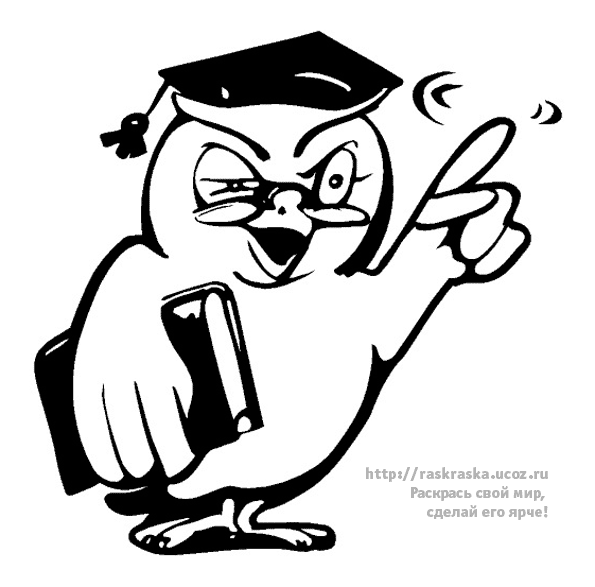 http://raskraska.ucoz.ru
Раскрась свой мир,
сделай его ярче!